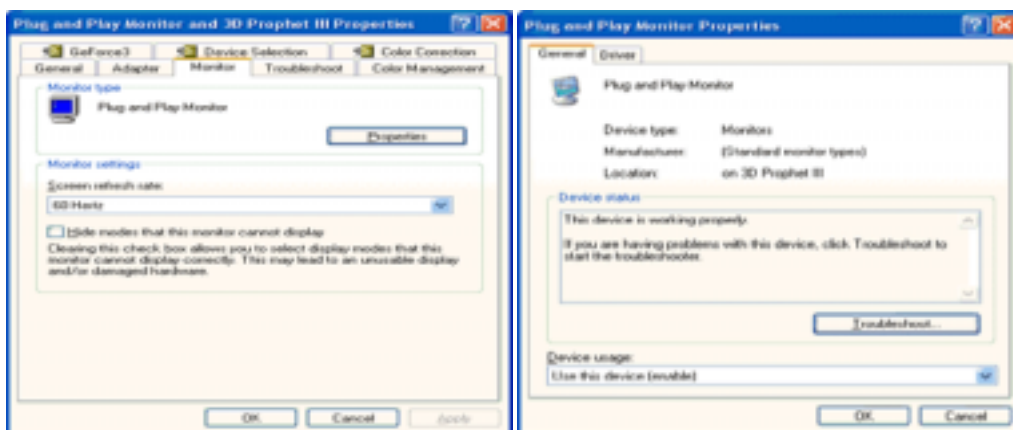 Plug and Play Monitor and 3D Prophet III Properties
GeForce3
Device Selection
Color Correction
General
Adapter
Monitor
Troubleshoot
Color Management
Monitor type
Plug and Play Monitor
Properties
Monitor settings
Screen refresh rate:
60 Hertz
Hide modes that this monitor cannot display
Clearing this check box allows you to select display modes that this
monitor cannot display correctly. This may lead to an unusable display
and/or damaged hardware.
OK
Cancel
Apply
Plug and Play Monitor Properties
General
Driver
Plug and Play Monitor
Device type: Monitors
Manufacturer: (Standard monitor types)
Location: on 3D Prophet III
Device status
This device is working properly.
If you are having problems with this device, click Troubleshoot to
start the troubleshooter.
Troubleshoot...
Device usage:
Use this device (enable)
OK
Cancel